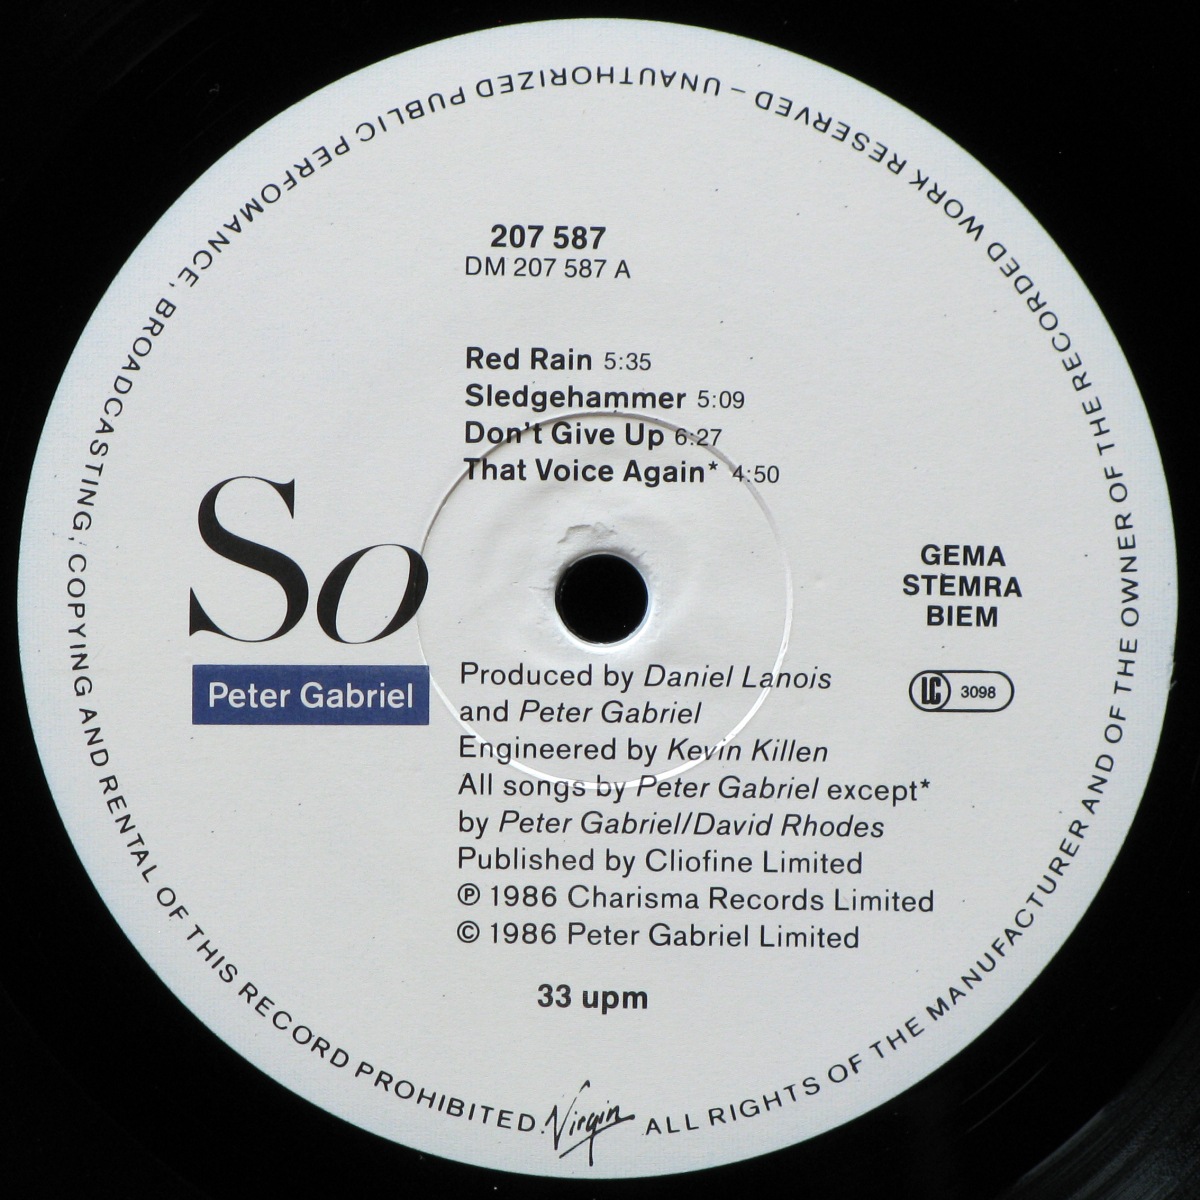 207 587
DM 207 587 A
Red Rain 5:35
Sledgehammer 5:09
Don't Give Up 6:27
That Voice Again* 4:50
So
Peter Gabriel
GEMA
STEMRA
BIEM
LC 3098
Produced by Daniel Lanois
and Peter Gabriel
Engineered by Kevin Killen
All songs by Peter Gabriel except*
by Peter Gabriel/David Rhodes
Published by Cliofine Limited
℗ 1986 Charisma Records Limited
© 1986 Peter Gabriel Limited
33 upm
Virgin
ALL RIGHTS OF THE MANUFACTURER AND OF THE OWNER OF THE RECORDED WORK RESERVED – UNAUTHORIZED PUBLIC PERFOMANCE, BROADCASTING, COPYING AND RENTAL OF THIS RECORD PROHIBITED.